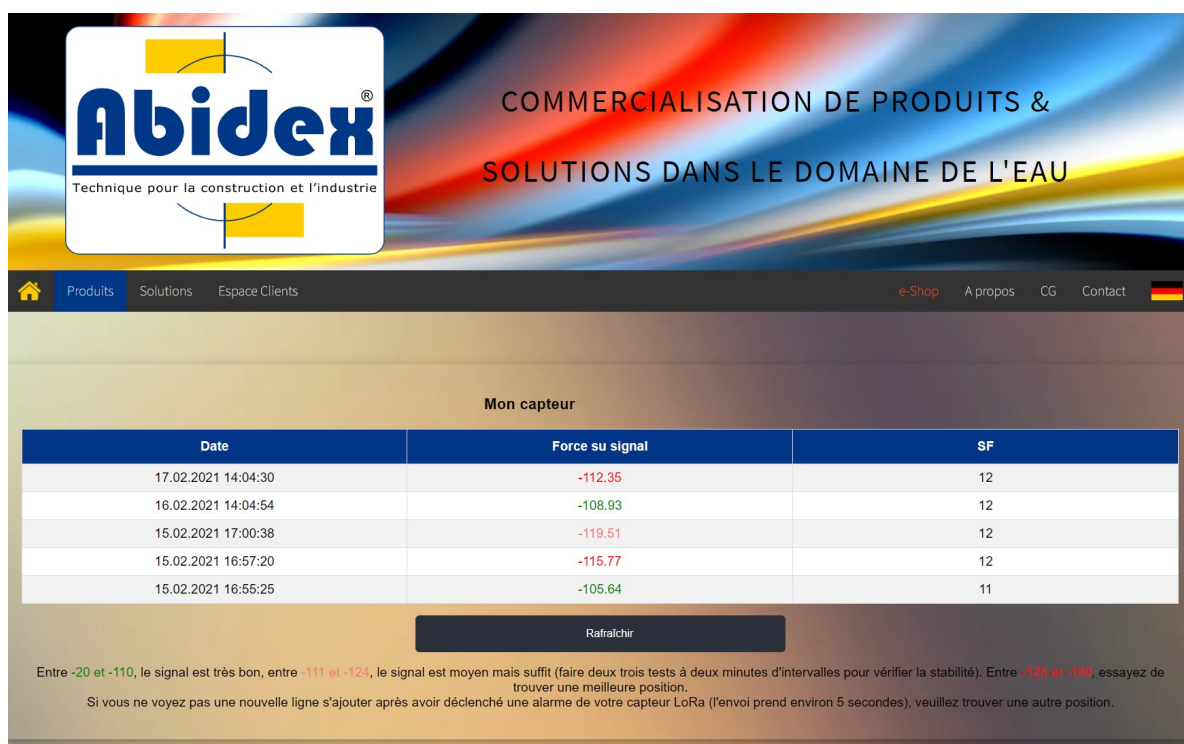 Abidex®
Technique pour la construction et l'industrie
COMMERCIALISATION DE PRODUITS &
SOLUTIONS DANS LE DOMAINE DE L'EAU
Produits Solutions Espace Clients e-Shop A propos CG Contact
Mon capteur
Date Force su signal SF
17.02.2021 14:04:30 -112.35 12
16.02.2021 14:04:54 -108.93 12
15.02.2021 17:00:38 -119.51 12
15.02.2021 16:57:20 -115.77 12
15.02.2021 16:55:25 -105.64 11
Rafraîchir
Entre -20 et -110, le signal est très bon, entre -111 et -124, le signal est moyen mais suffit (faire deux trois tests á deux minutes d'intervalles pour vérifier la stabilité). Entre -125 et -130, essayez de
trouver une meilleure position.
Si vous ne voyez pas une nouvelle ligne s'ajouter après avoir déclenché une alarme de votre capteur LoRa (l'envoi prend environ 5 secondes), veuillez trouver une autre position.